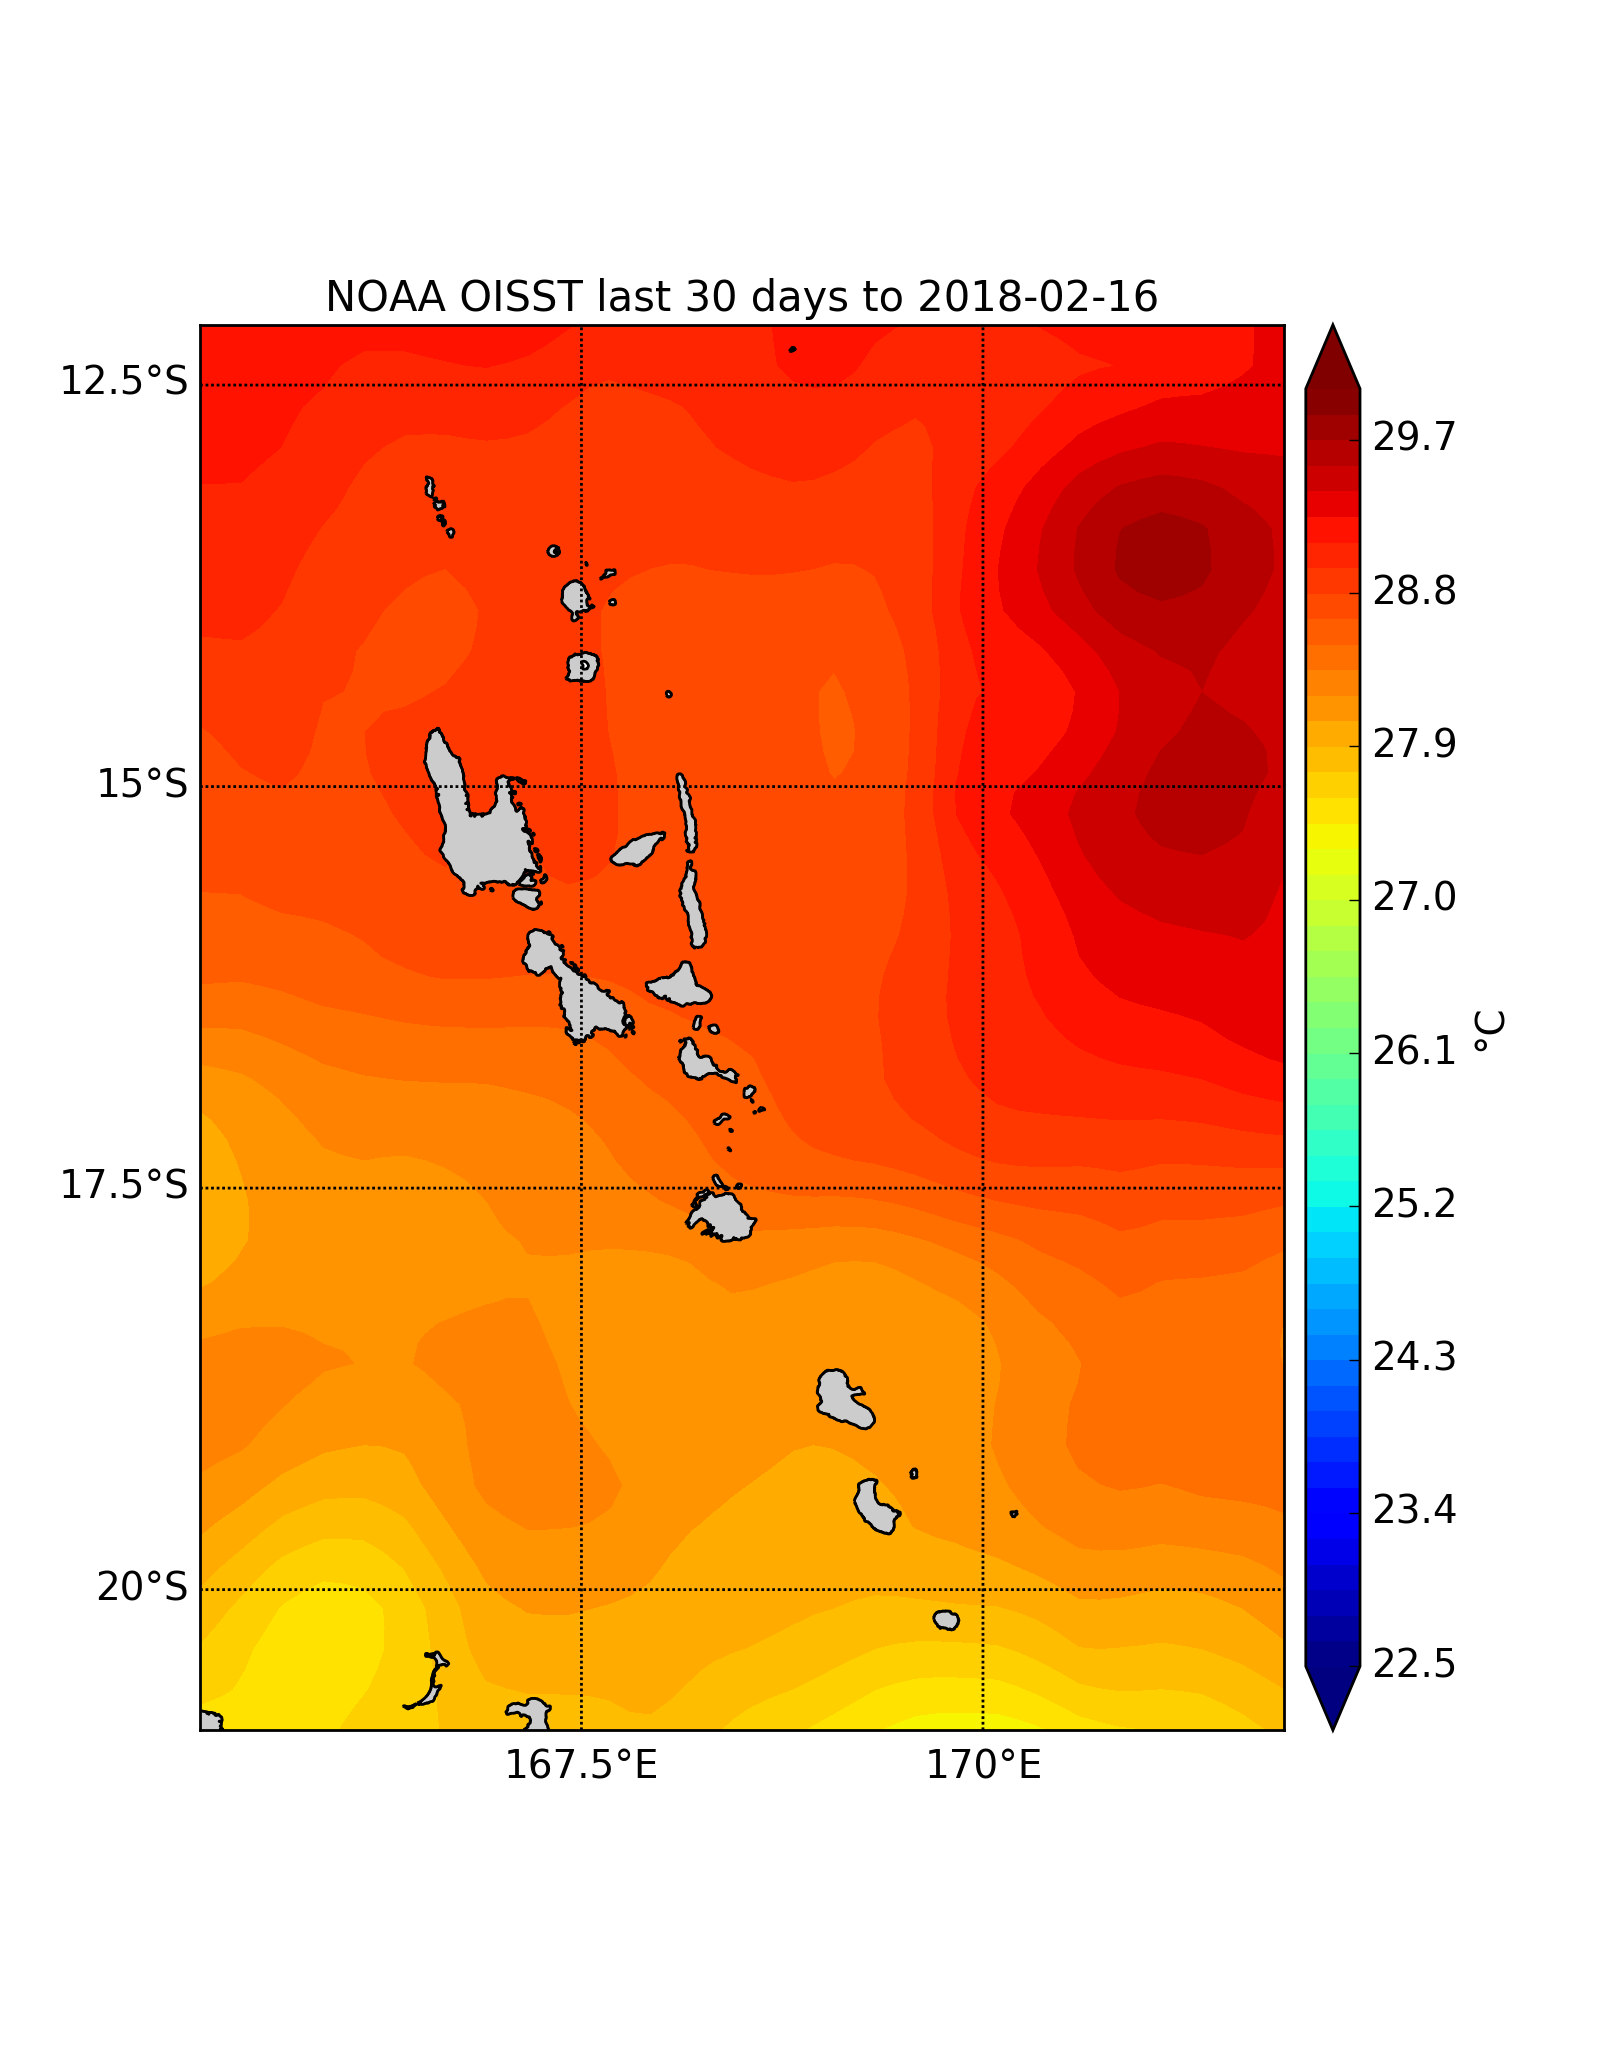 NOAA OISST last 30 days to 2018-02-16
12.5°S
15°S
17.5°S
20°S
167.5°E
170°E
29.7
28.8
27.9
27.0
26.1
25.2
24.3
23.4
22.5
°C